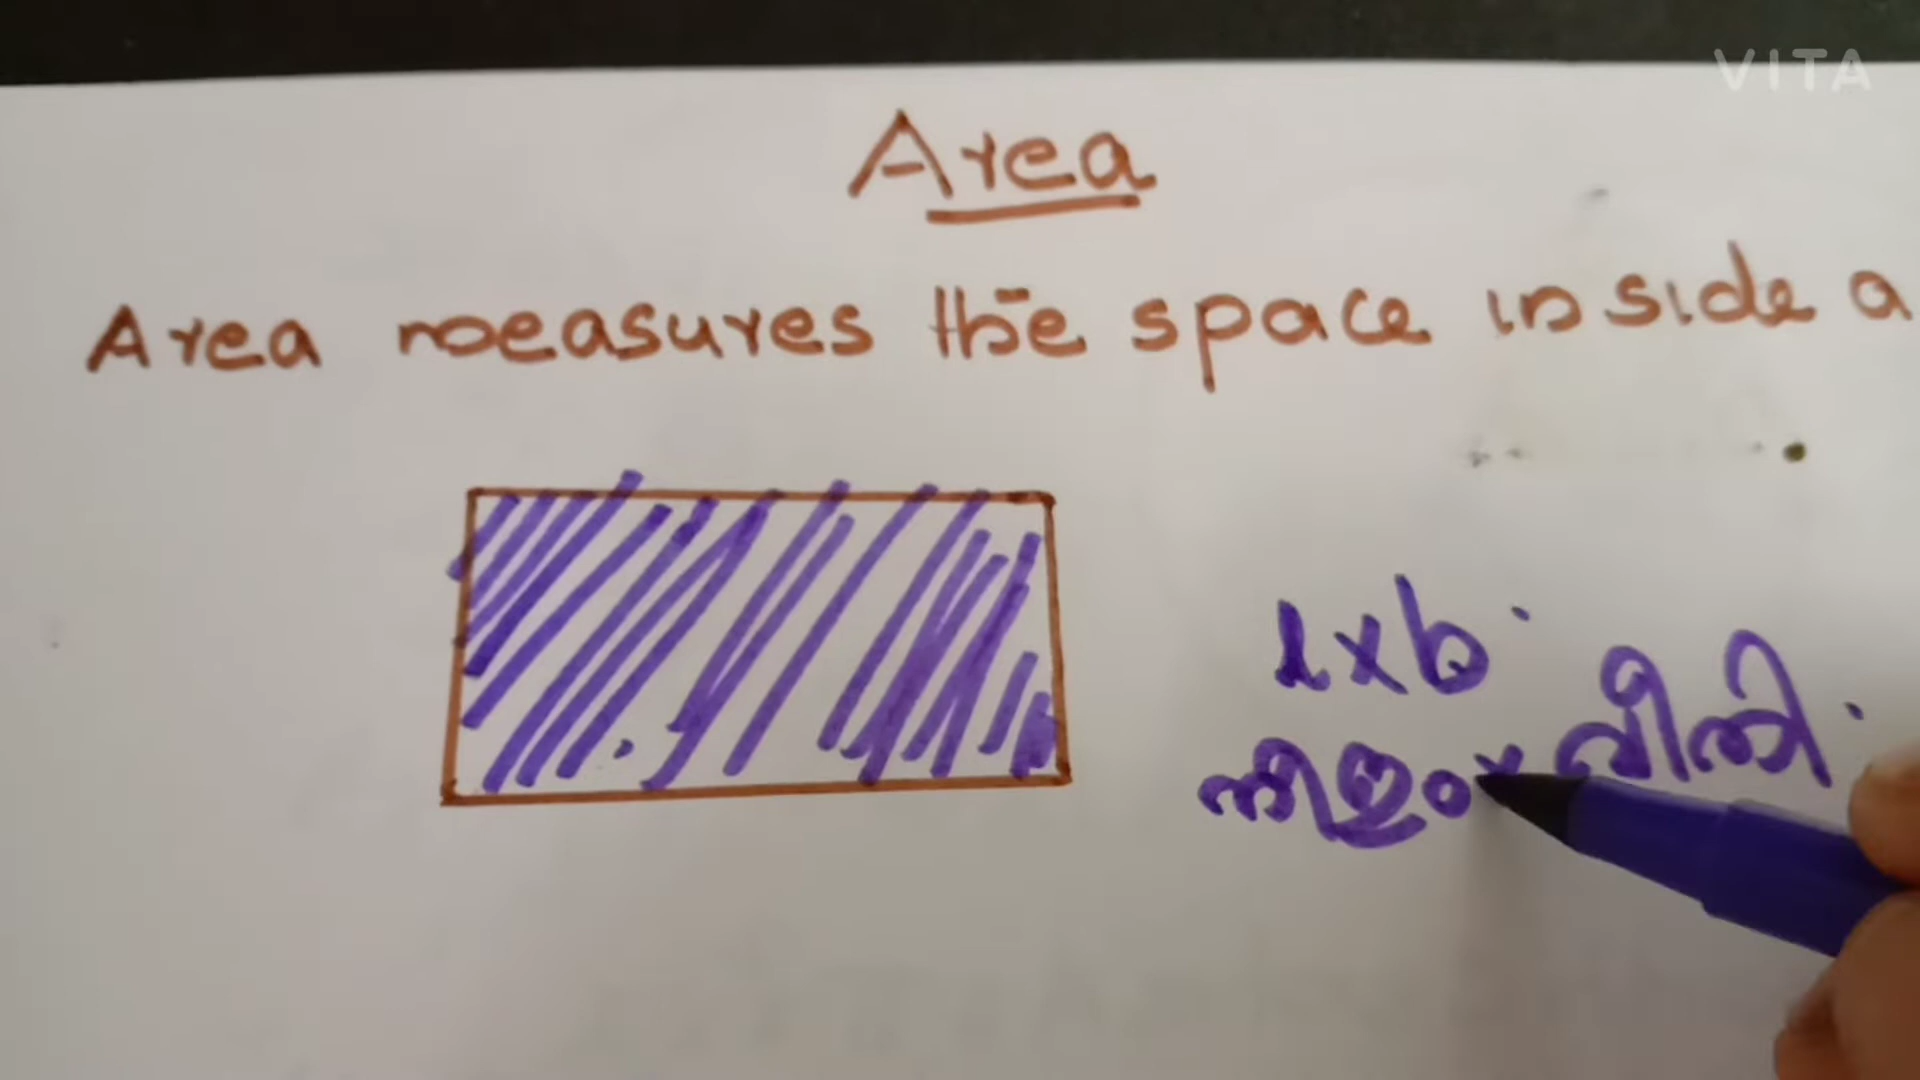 VITA
Area
Area measures the space inside a
l x b
നീളം x വീതി